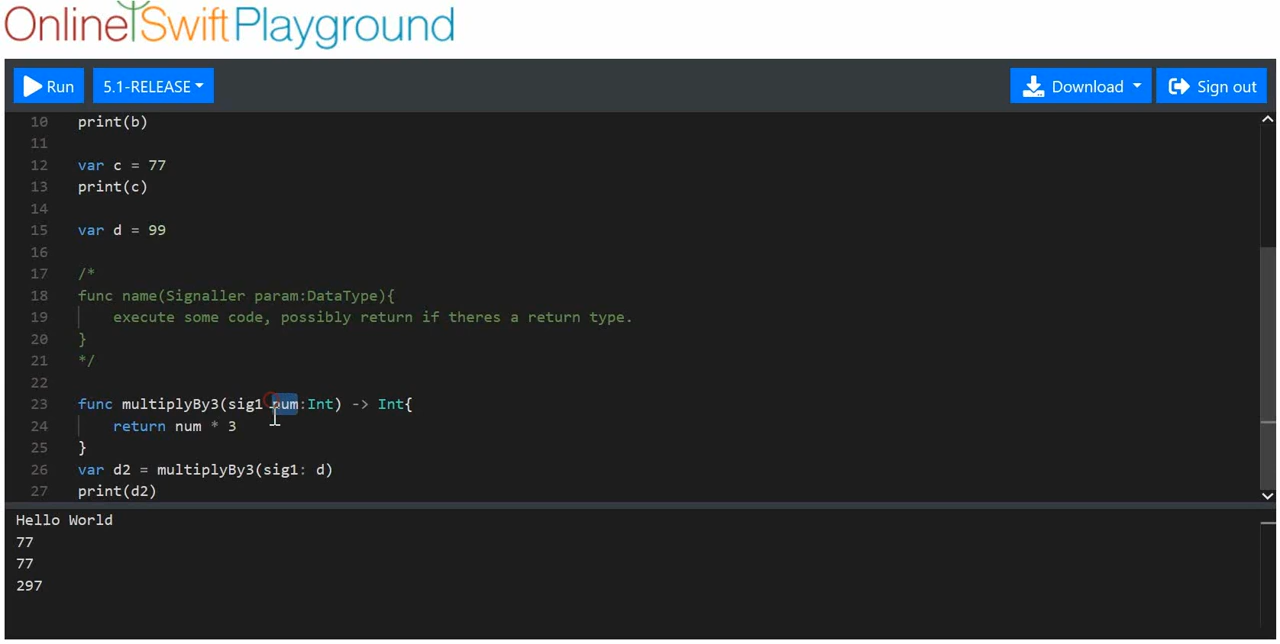 Online Swift Playground
Run
5.1-RELEASE
Download
Sign out
10 print(b)
11
12 var c = 77
13 print(c)
14
15 var d = 99
16
17 /*
18 func name(Signaller param:DataType){
19 execute some code, possibly return if theres a return type.
20 }
21 */
22
23 func multiplyBy3(sig1 num:Int) -> Int{
24 return num * 3
25 }
26 var d2 = multiplyBy3(sig1: d)
27 print(d2)
Hello World
77
77
297